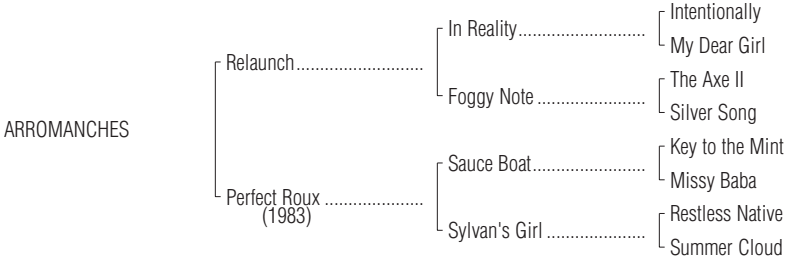 Intentionally
In Reality..........................
My Dear Girl
Relaunch..........................
The Axe II
Foggy Note ......................
Silver Song
ARROMANCHES
Key to the Mint
Sauce Boat.......................
Missy Baba
Perfect Roux .....................
(1983)
Restless Native
Sylvan's Girl .....................
Summer Cloud